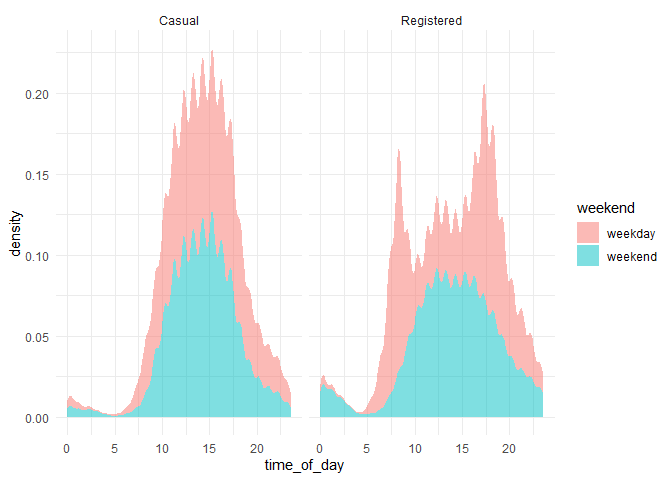 Casual
Registered
0.20
0.15
0.10
0.05
0.00
density
0 5 10 15 20
0 5 10 15 20
time_of_day
weekend
weekday
weekend